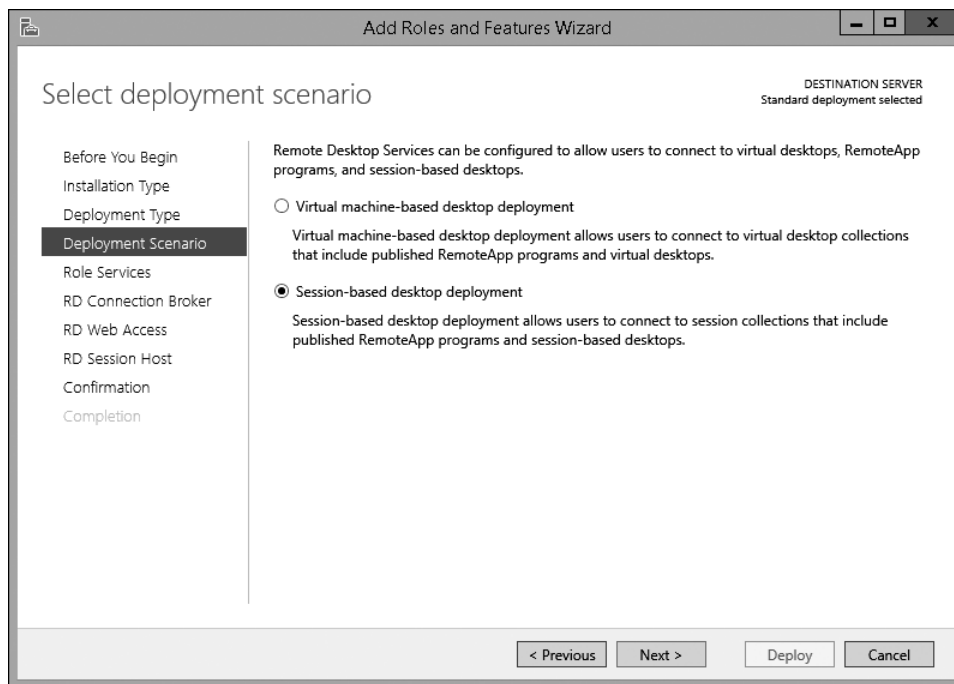 Add Roles and Features Wizard
Select deployment scenario
DESTINATION SERVER
Standard deployment selected
Before You Begin
Installation Type
Deployment Type
Deployment Scenario
Role Services
RD Connection Broker
RD Web Access
RD Session Host
Confirmation
Completion
Remote Desktop Services can be configured to allow users to connect to virtual desktops, RemoteApp
programs, and session-based desktops.
Virtual machine-based desktop deployment
Virtual machine-based desktop deployment allows users to connect to virtual desktop collections
that include published RemoteApp programs and virtual desktops.
Session-based desktop deployment
Session-based desktop deployment allows users to connect to session collections that include
published RemoteApp programs and session-based desktops.
< Previous
Next >
Deploy
Cancel